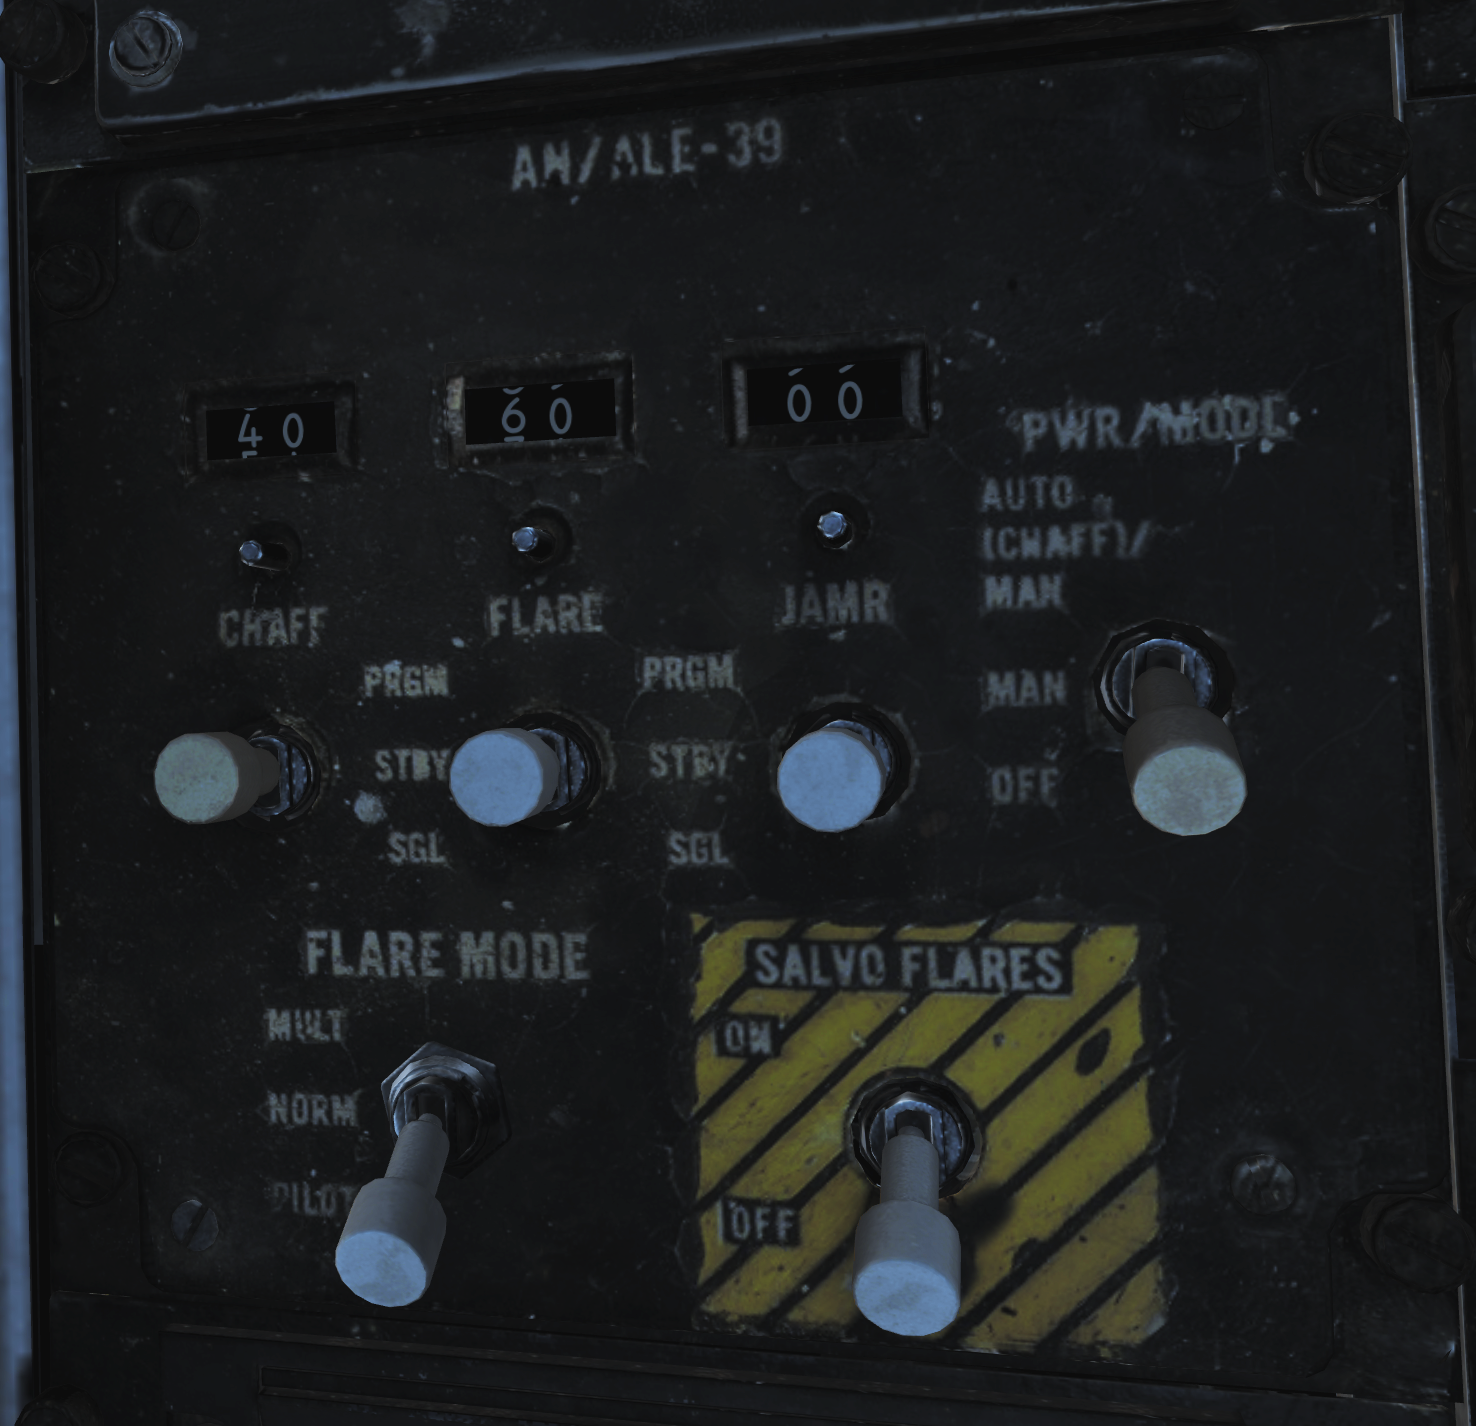 AN/ALE-39
40 60 00
PWR/MODE
AUTO
(CHAFF)/
MAN
CHAFF FLARE JAMR
PRGM PRGM MAN
STBY STBY OFF
SGL SGL
FLARE MODE
MULT
NORM
PILOT
SALVO FLARES
ON
OFF